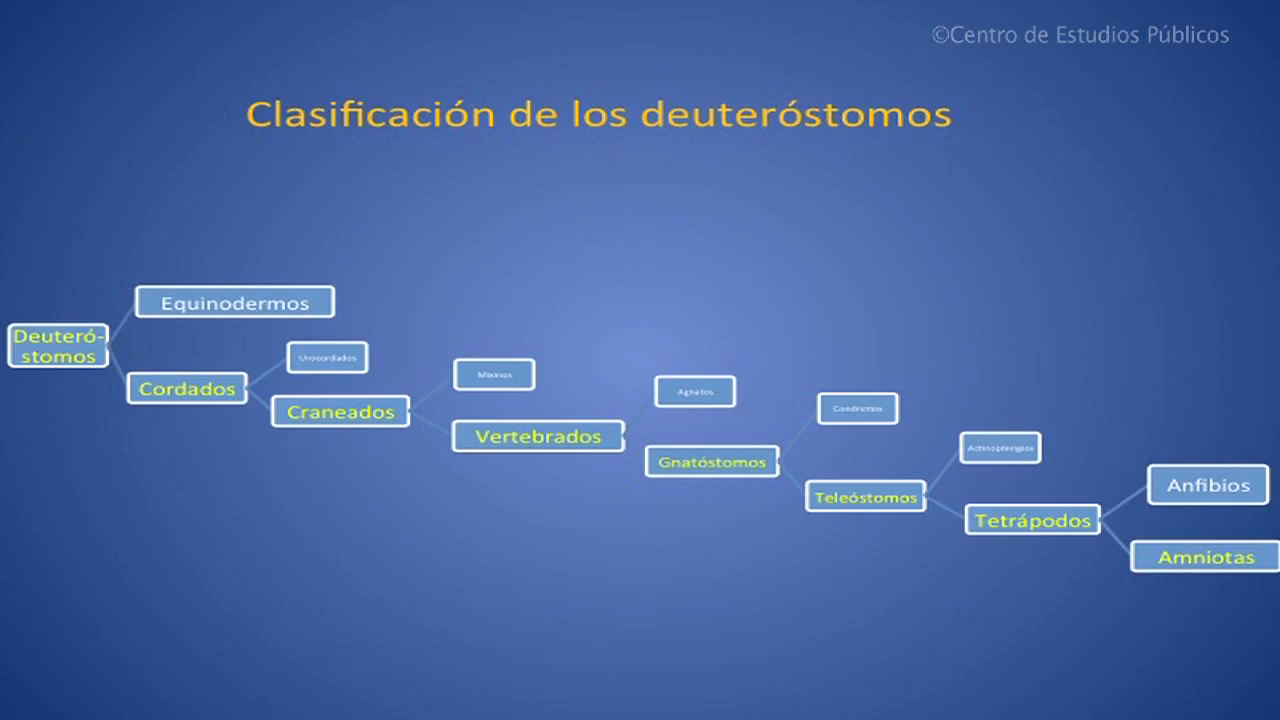 ©Centro de Estudios Públicos
Clasificación de los deuteróstomos
Equinodermos
Deuteró-
stomos
Urocordados
Cordados
Craneados
Mixinos
Vertebrados
Agnatos
Gnatóstomos
Condrictios
Teleóstomos
Actinopterigios
Tetrápodos
Anfibios
Amniotas